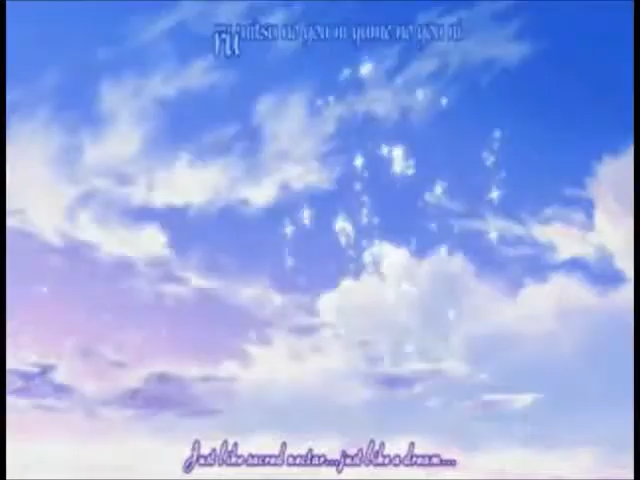 mitsu no you ni yume no you ni
Just like sacred nectar...just like a dream...